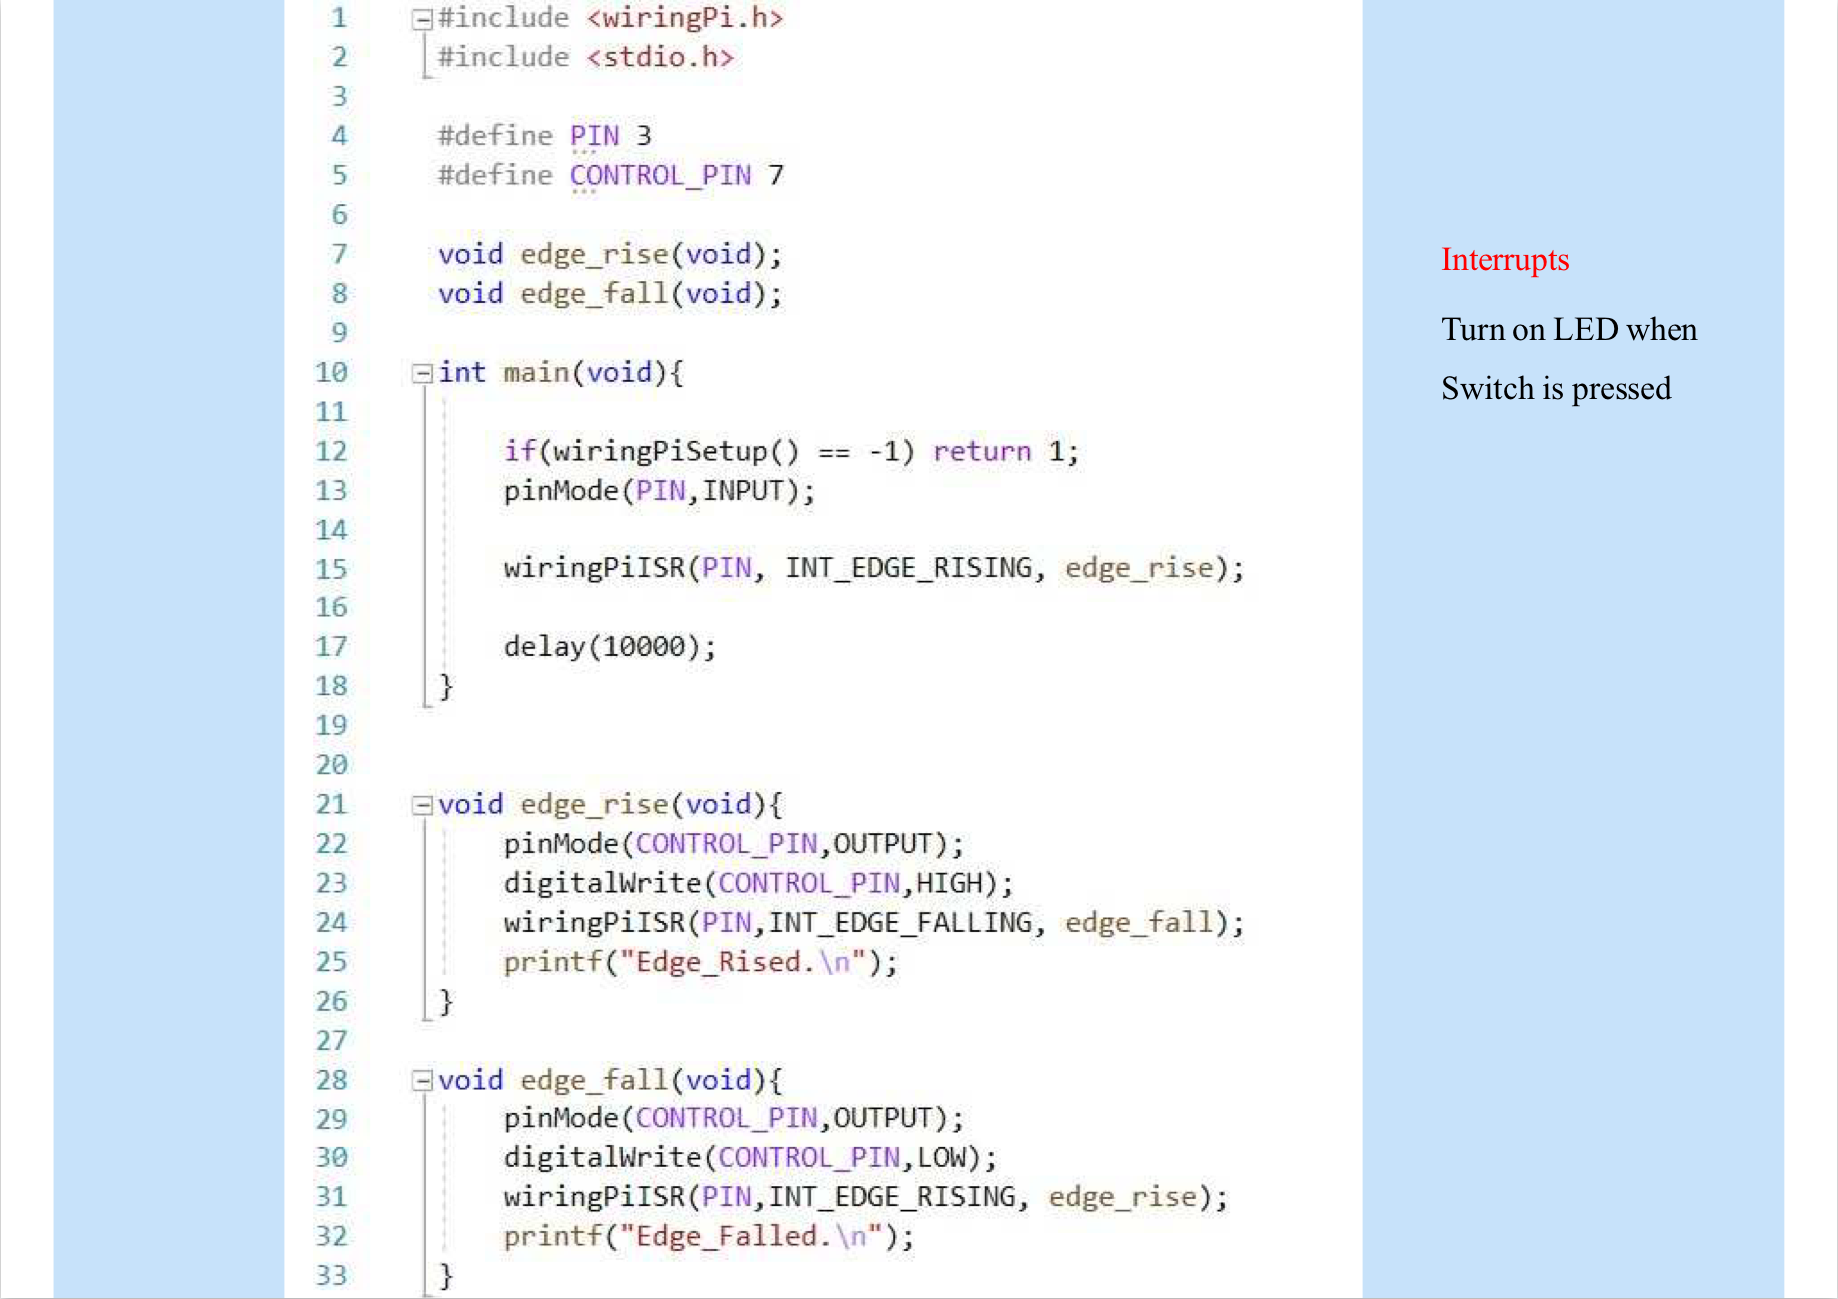 1 #include <wiringPi.h>
2 #include <stdio.h>
3
4 #define PIN 3
5 #define CONTROL_PIN 7
6
7 void edge_rise(void);
8 void edge_fall(void);
9
10 int main(void){
11
12 if(wiringPiSetup() == -1) return 1;
13 pinMode(PIN,INPUT);
14
15 wiringPiISR(PIN, INT_EDGE_RISING, edge_rise);
16
17 delay(10000);
18 }
19
20
21 void edge_rise(void){
22 pinMode(CONTROL_PIN,OUTPUT);
23 digitalWrite(CONTROL_PIN,HIGH);
24 wiringPiISR(PIN,INT_EDGE_FALLING, edge_fall);
25 printf("Edge_Rised.\n");
26 }
27
28 void edge_fall(void){
29 pinMode(CONTROL_PIN,OUTPUT);
30 digitalWrite(CONTROL_PIN,LOW);
31 wiringPiISR(PIN,INT_EDGE_RISING, edge_rise);
32 printf("Edge_Falled.\n");
33 }
Interrupts
Turn on LED when
Switch is pressed